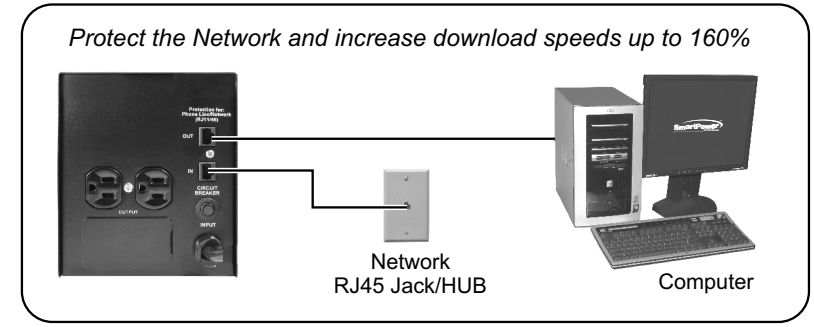 Protect the Network and increase download speeds up to 160%
Protection for:
Phone Line/Network
(RJ11/45)
OUT
IN
CIRCUIT
BREAKER
OUTPUT
INPUT
SmartPower
SYSTEMS
Network
RJ45 Jack/HUB
Computer